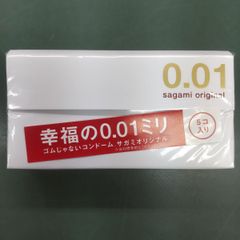 0.01
sagami original
幸福の0.01ミリ
ゴムじゃないコンドーム、サガミオリジナル
5コ
入り